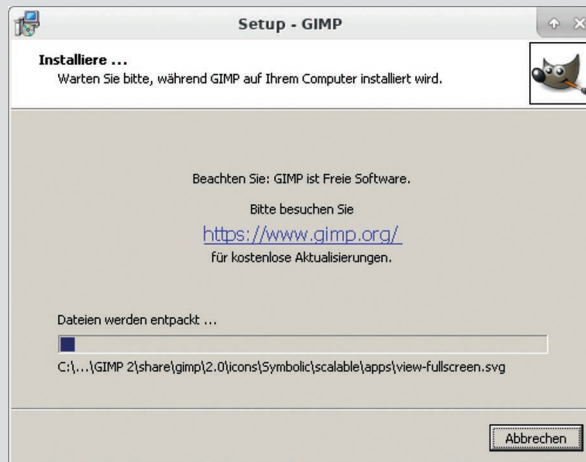 Setup - GIMP
Installiere ...
Warten Sie bitte, während GIMP auf Ihrem Computer installiert wird.
Beachten Sie: GIMP ist Freie Software.
Bitte besuchen Sie
https://www.gimp.org/
für kostenlose Aktualisierungen.
Dateien werden entpackt ...
C:\...\GIMP 2\share\gimp\2.0\icons\Symbolic\scalable\apps\view-fullscreen.svg
Abbrechen